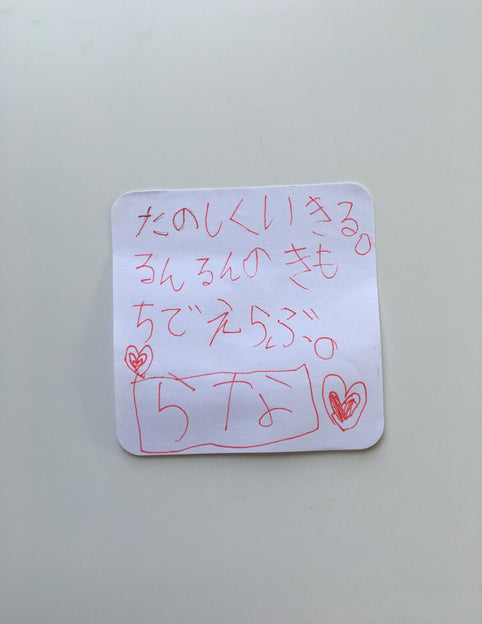 たのしくいきる。
るんるんの きも
ちで えらぶ。
らな